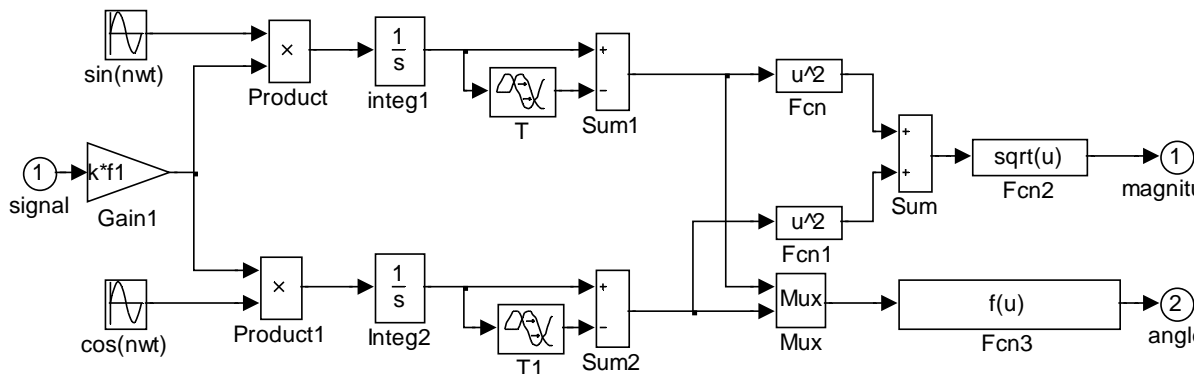 sin(nwt)
×
Product
1
s
integ1
T
+
−
Sum1
u^2
Fcn
1
signal
k*f1
Gain1
+
+
Sum
sqrt(u)
Fcn2
1
magnitu
u^2
Fcn1
cos(nwt)
×
Product1
1
s
Integ2
T1
+
−
Sum2
Mux
Mux
f(u)
Fcn3
2
angle